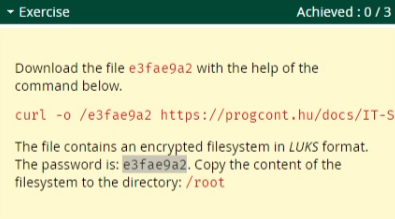 Exercise Achieved : 0 / 3
Download the file e3fae9a2 with the help of the
command below.
curl -o /e3fae9a2 https://progcont.hu/docs/IT-S
The file contains an encrypted filesystem in LUKS format.
The password is: e3fae9a2. Copy the content of the
filesystem to the directory: /root